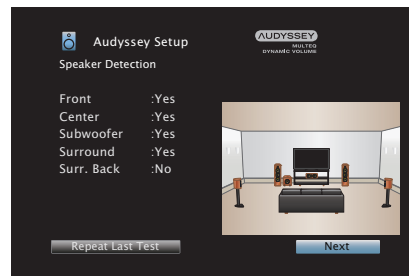 Audyssey Setup
AUDYSSEY
MULTEQ
DYNAMIC VOLUME
Speaker Detection
Front :Yes
Center :Yes
Subwoofer :Yes
Surround :Yes
Surr. Back :No
Repeat Last Test
Next